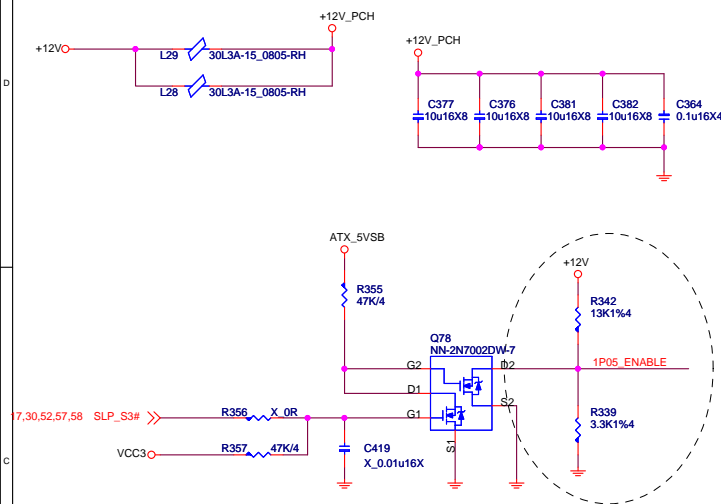 +12V_PCH
+12V
L29 30L3A-15_0805-RH
L28 30L3A-15_0805-RH
+12V_PCH
C377
10u16X8
C376
10u16X8
C381
10u16X8
C382
10u16X8
C364
0.1u16X4
D
ATX_5VSB
R355
47K/4
+12V
R342
13K1%4
Q78
NN-2N7002DW-7
G2
D2
1P05_ENABLE
D1
S2
17,30,52,57,58 SLP_S3#
R356 X_0R
G1
R339
3.3K1%4
VCC3
R357 47K/4
C419
X_0.01u16X
S1
C